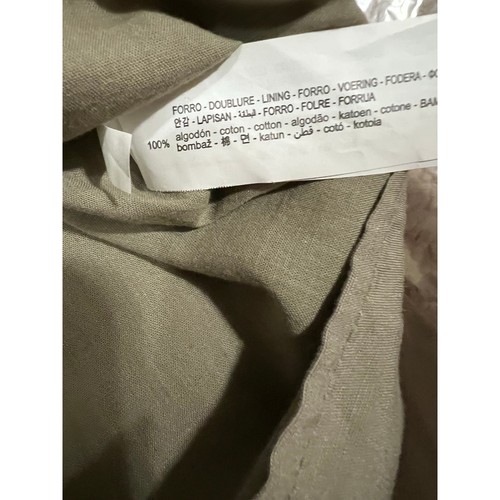 FORRO - DOUBLURE - LINING - FORRO - VOERING - FODERA -
안감 - LAPISAN - البطانة - FORRO - FOLRE - FORRUA
100% algodón - coton - cotton - algodão - katoen - cotone - BAM
bombaž - 棉 - 면 - katun - قطن - cotó - kotoia